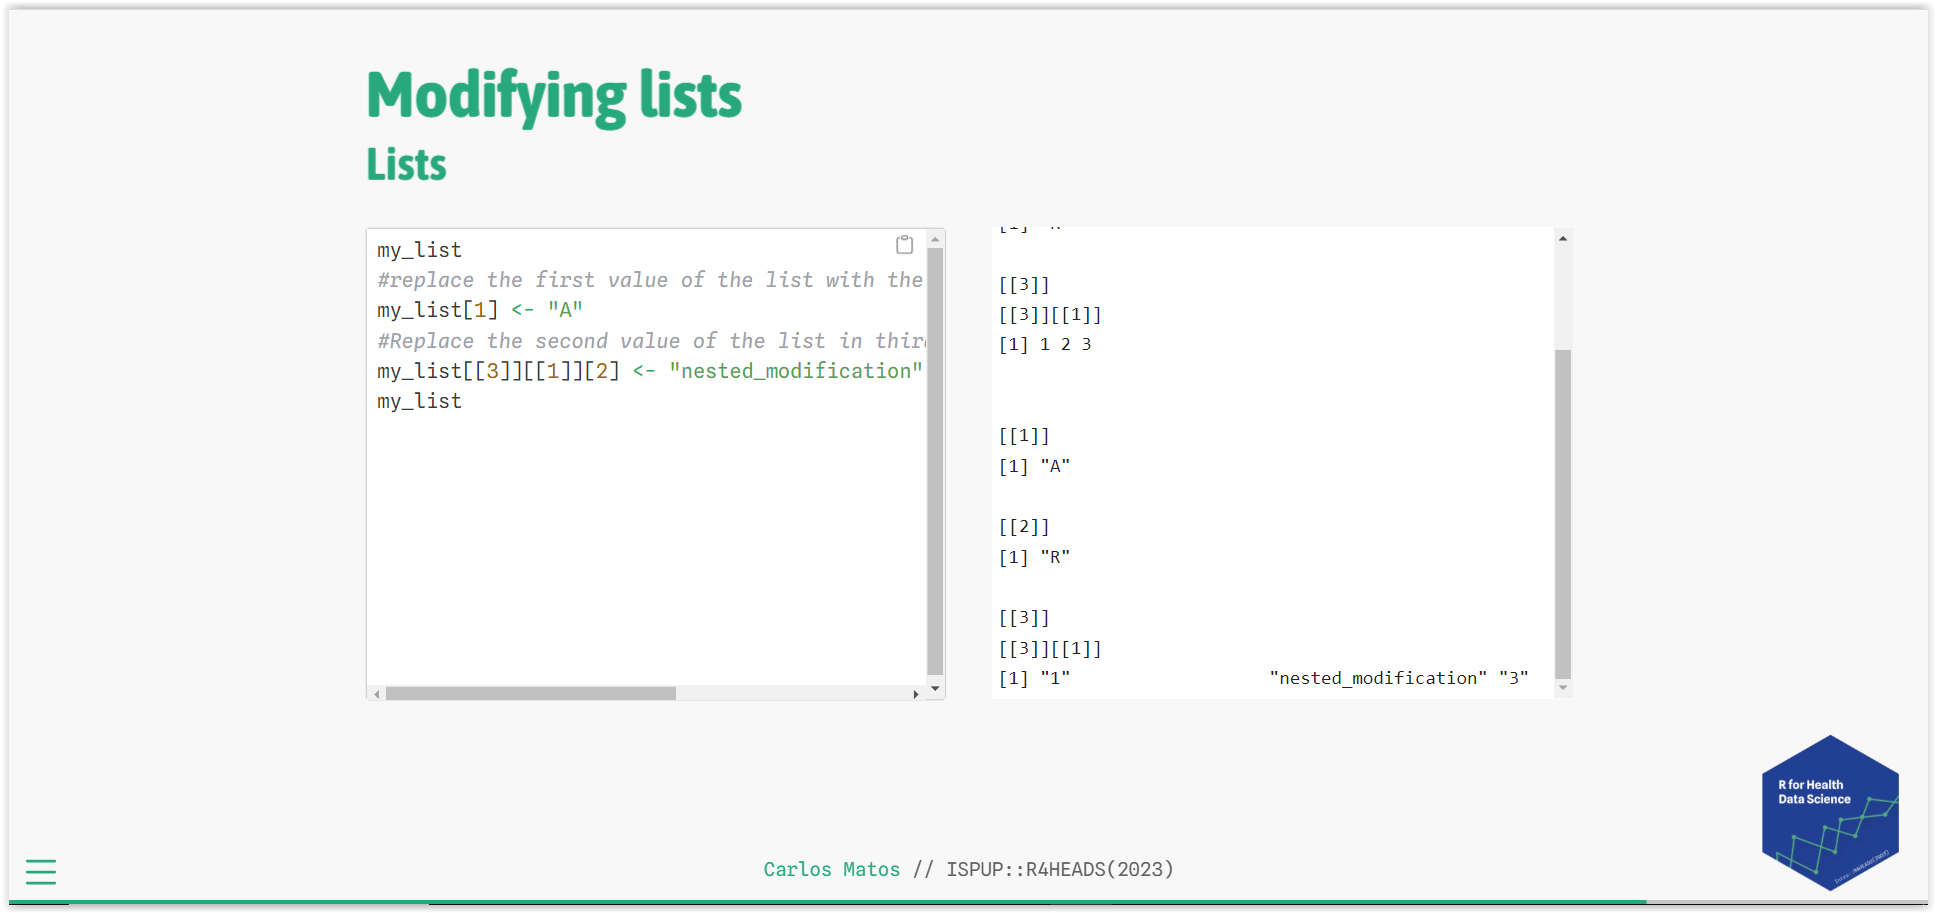 Modifying lists
Lists
my_list
#replace the first value of the list with the
my_list[1] <- "A"
#Replace the second value of the list in thir
my_list[[3]][[1]][2] <- "nested_modification"
my_list
[[3]]
[[3]][[1]]
[1] 1 2 3
[[1]]
[1] "A"
[[2]]
[1] "R"
[[3]]
[[3]][[1]]
[1] "1"                   "nested_modification" "3"
R for Health
Data Science
Carlos Matos // ISPUP::R4HEADS(2023)